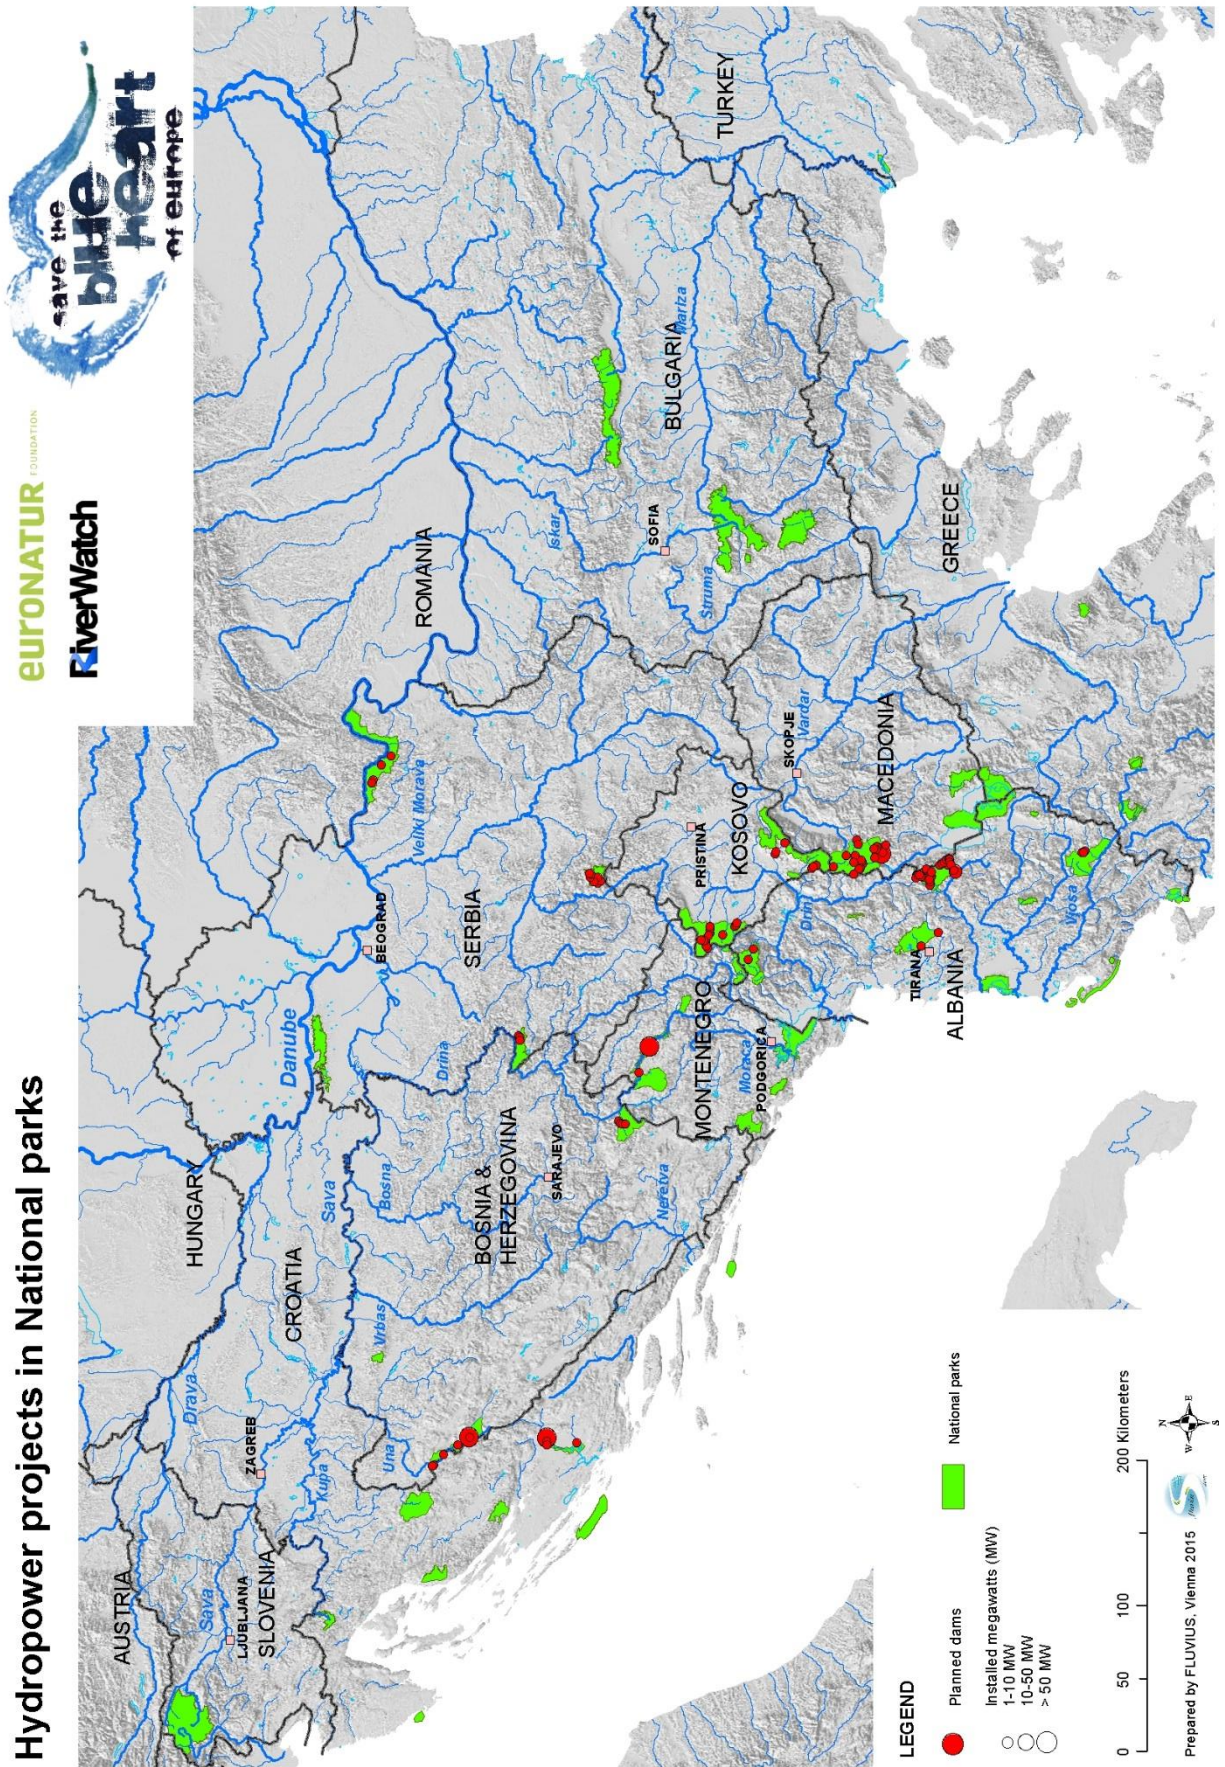 Hydropower projects in National parks
euroNATUR
FOUNDATION
RiverWatch
save the
blue
heart
of europe
AUSTRIA
HUNGARY
Drava
Sava
LJUBLJANA
SLOVENIA
ZAGREB
CROATIA
Kupa
Sava
Danube
Una
Vrbas
Bosna
Drina
BEOGRAD
Veliki Morava
ROMANIA
BOSNIA &
HERZEGOVINA
SARAJEVO
SERBIA
Neretva
MONTENEGRO
Moraca
PODGORICA
PRISTINA
KOSOVO
Drin
SKOPJE
Vardar
MACEDONIA
TIRANA
ALBANIA
Vjosa
Iskar
SOFIA
Struma
BULGARIA
Mariza
GREECE
TURKEY
LEGEND
Planned dams
National parks
Installed megawatts (MW)
1-10 MW
10-50 MW
> 50 MW
0 50 100 200 Kilometers
Prepared by FLUVIUS, Vienna 2015
N
W E
S